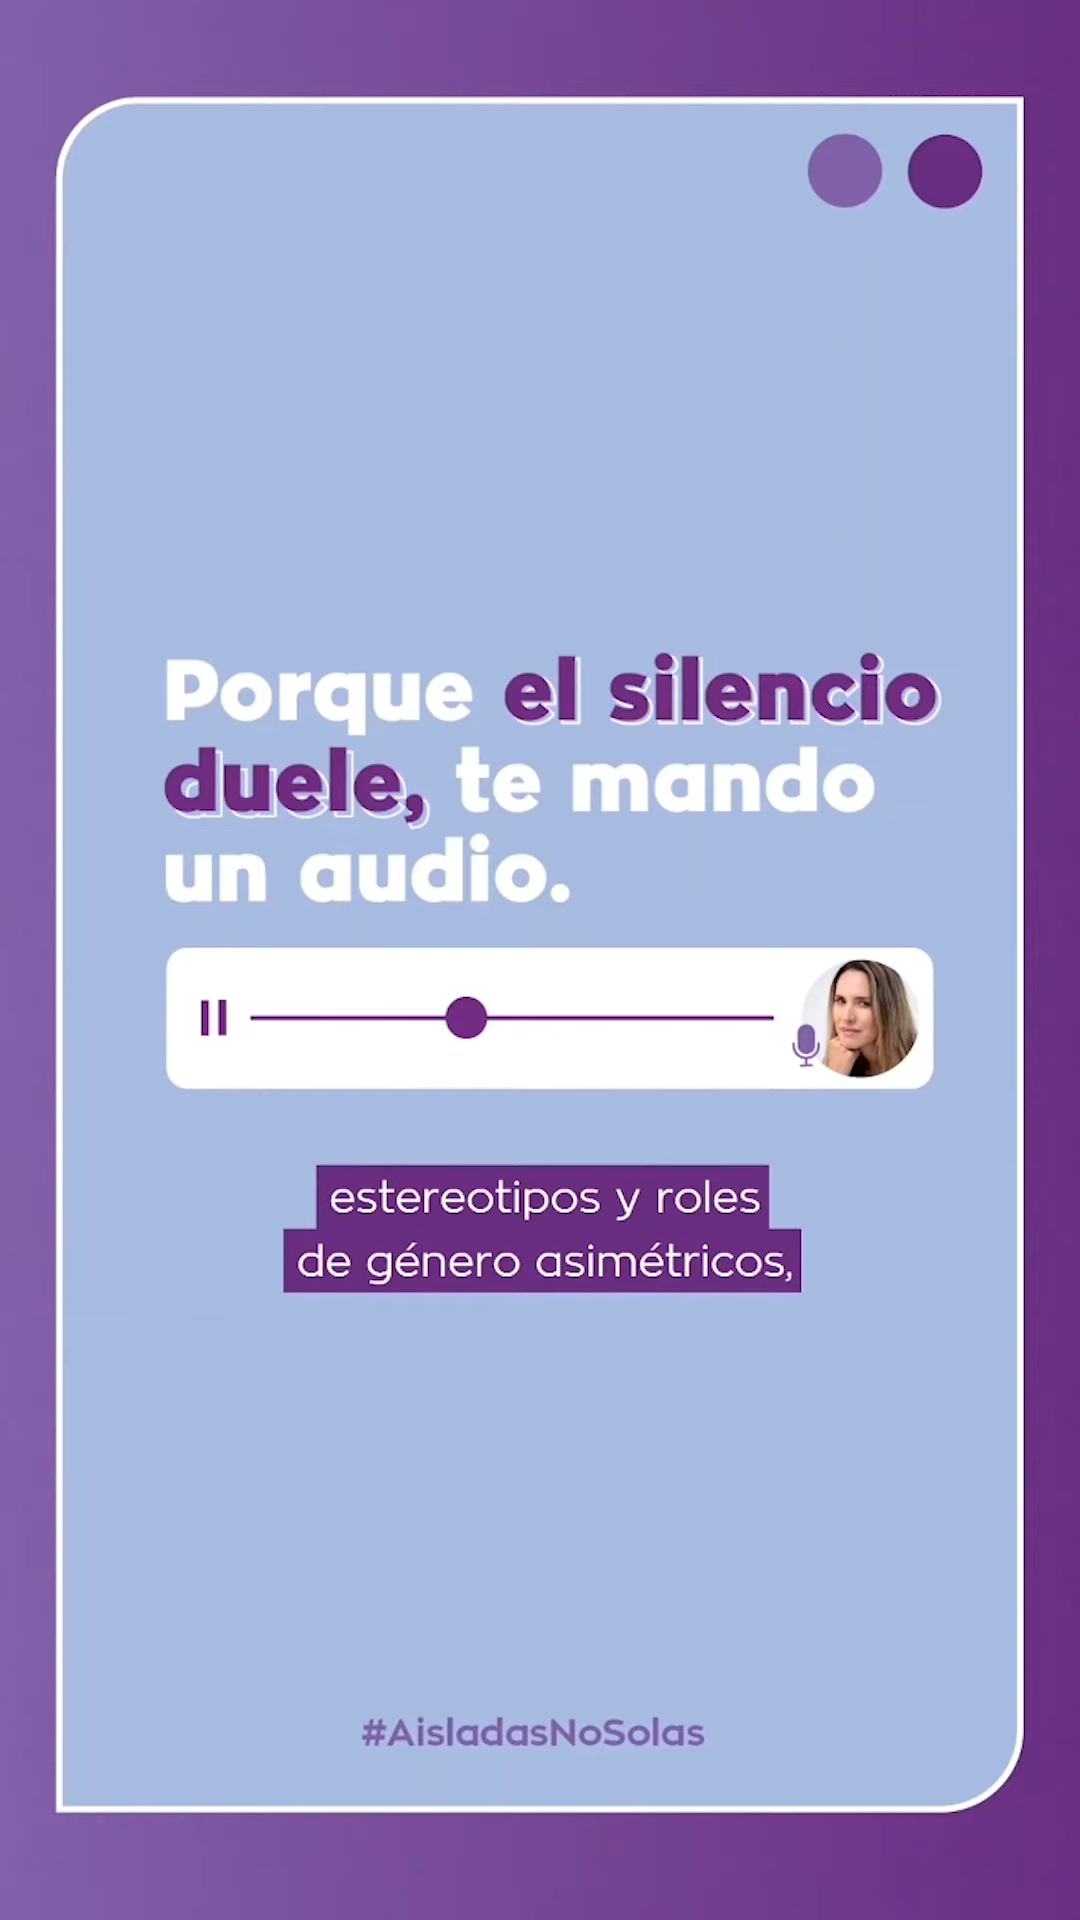 Porque el silencio
duele, te mando
un audio.
estereotipos y roles
de género asimétricos,
#AisladasNoSolas